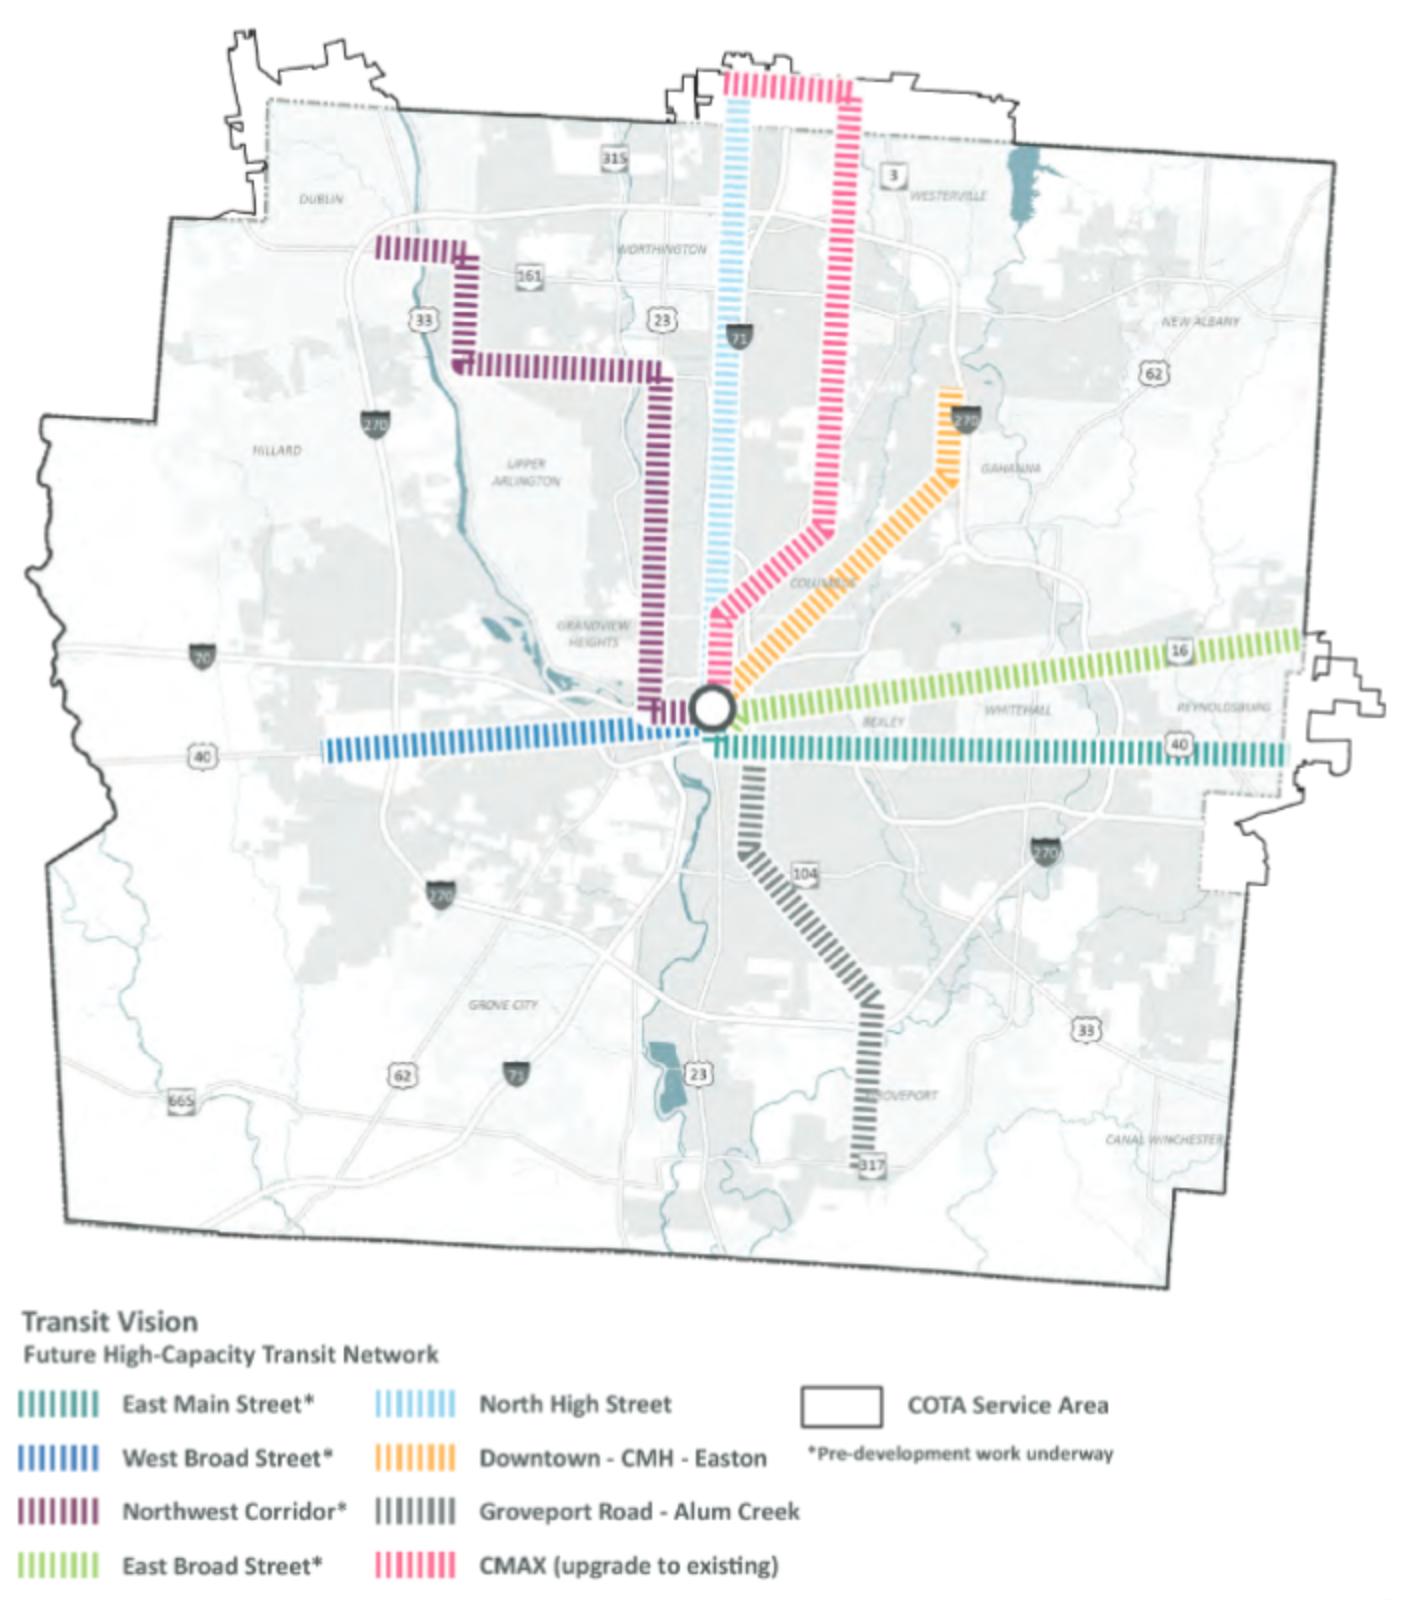 315
3
DUBLIN
WESTERVILLE
WORTHINGTON
161
33
23
71
NEW ALBANY
62
270
270
HILLARD
UPPER
ARLINGTON
GAHANNA
COLUMBUS
GRANDVIEW
HEIGHTS
70
16
BEXLEY
WHITEHALL
REYNOLDSBURG
40
40
270
104
270
GROVE CITY
33
62
71
23
665
GROVEPORT
CANAL WINCHESTER
317
Transit Vision
Future High-Capacity Transit Network
East Main Street*
North High Street
COTA Service Area
West Broad Street*
Downtown - CMH - Easton
*Pre-development work underway
Northwest Corridor*
Groveport Road - Alum Creek
East Broad Street*
CMAX (upgrade to existing)